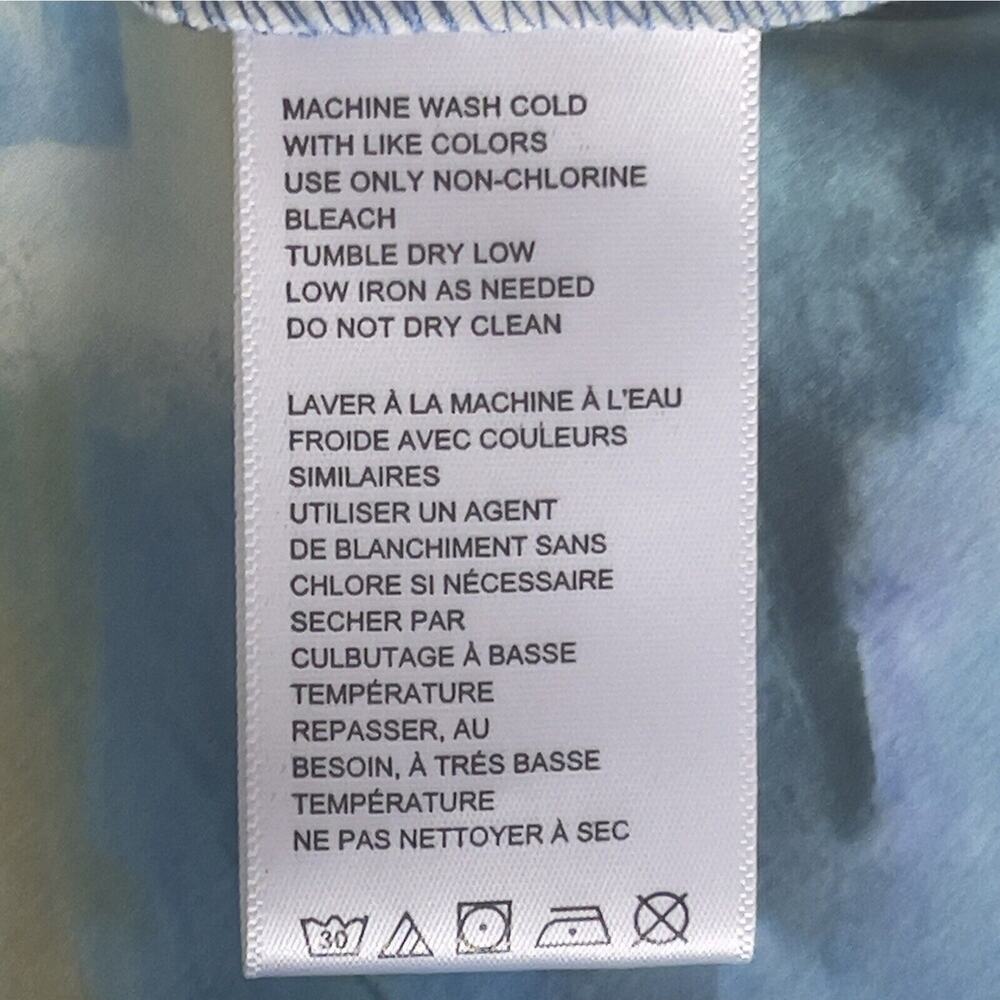 MACHINE WASH COLD
WITH LIKE COLORS
USE ONLY NON-CHLORINE
BLEACH
TUMBLE DRY LOW
LOW IRON AS NEEDED
DO NOT DRY CLEAN
LAVER À LA MACHINE À L'EAU
FROIDE AVEC COULEURS
SIMILAIRES
UTILISER UN AGENT
DE BLANCHIMENT SANS
CHLORE SI NÉCESSAIRE
SECHER PAR
CULBUTAGE À BASSE
TEMPÉRATURE
REPASSER, AU
BESOIN, À TRÉS BASSE
TEMPÉRATURE
NE PAS NETTOYER À SEC
30